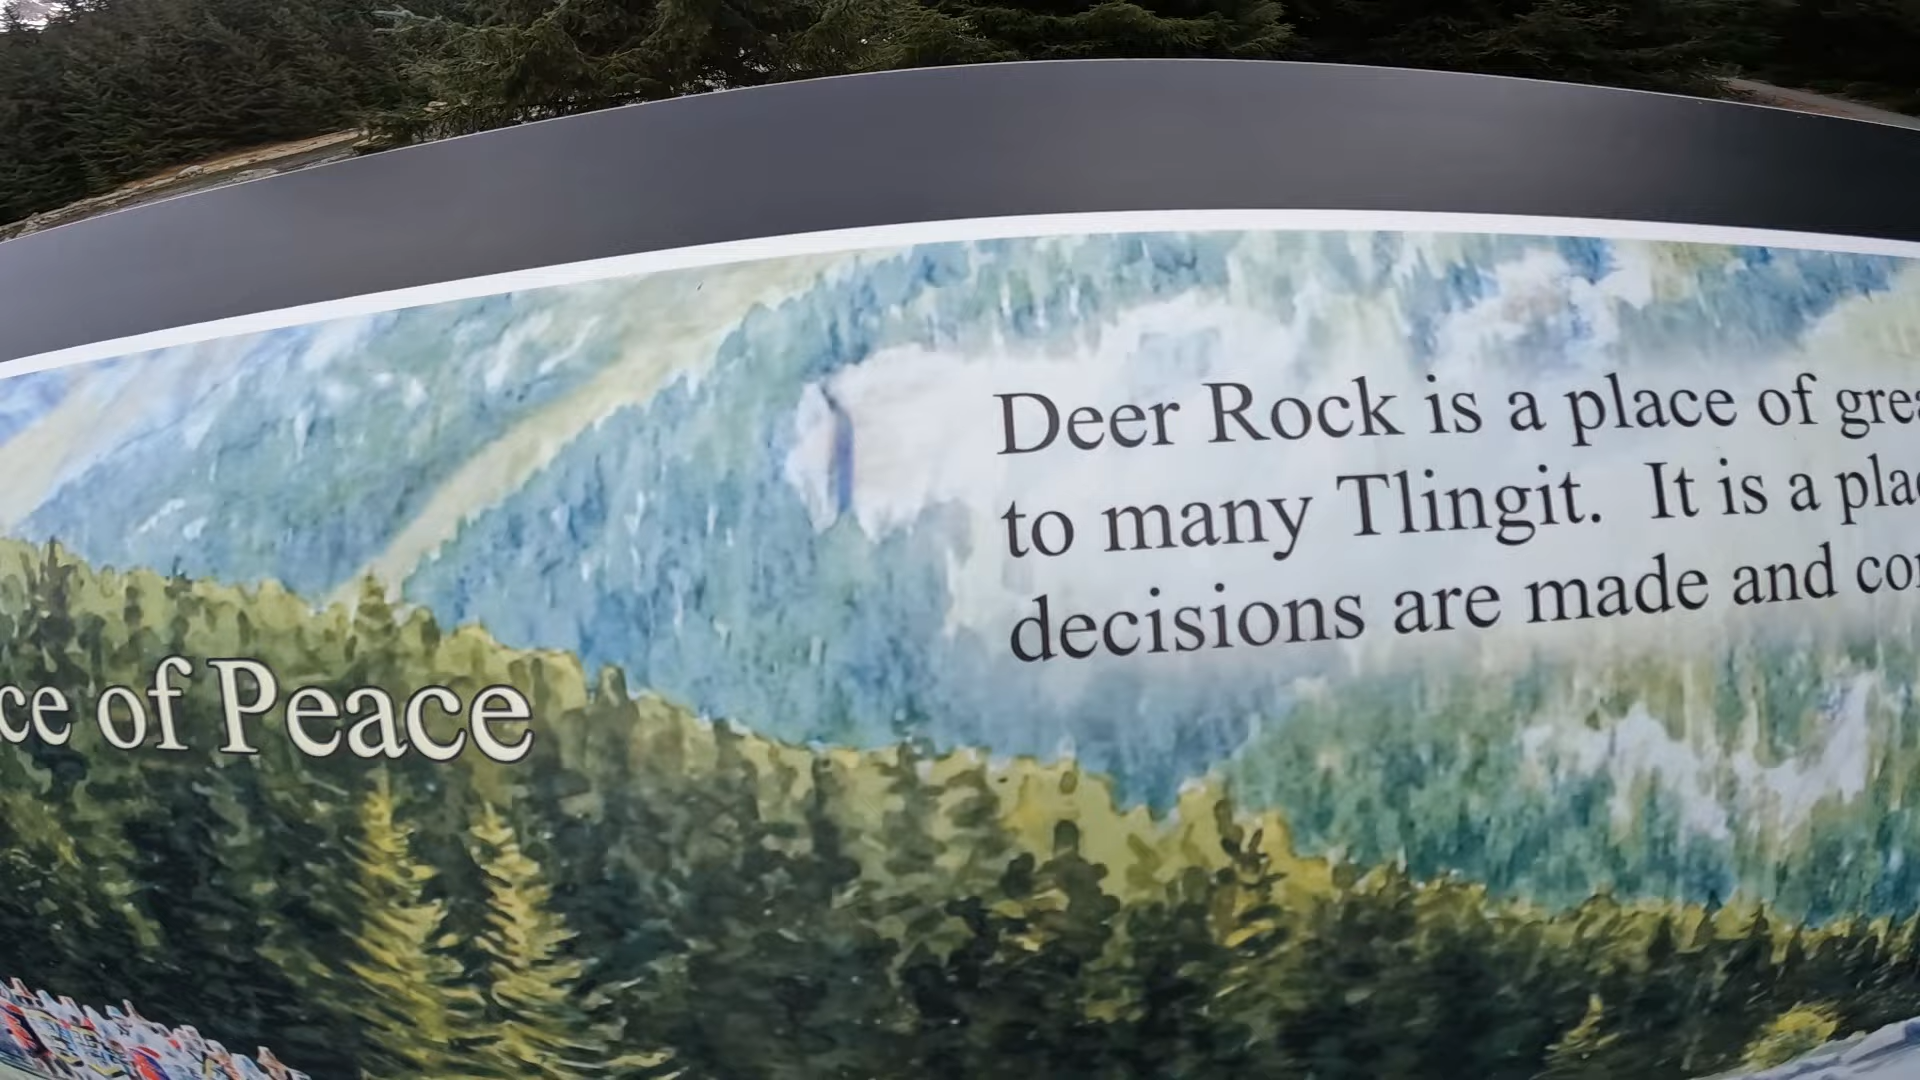 of Peace
Deer Rock is a place of
to many Tlingit. It is a
decisions are made and